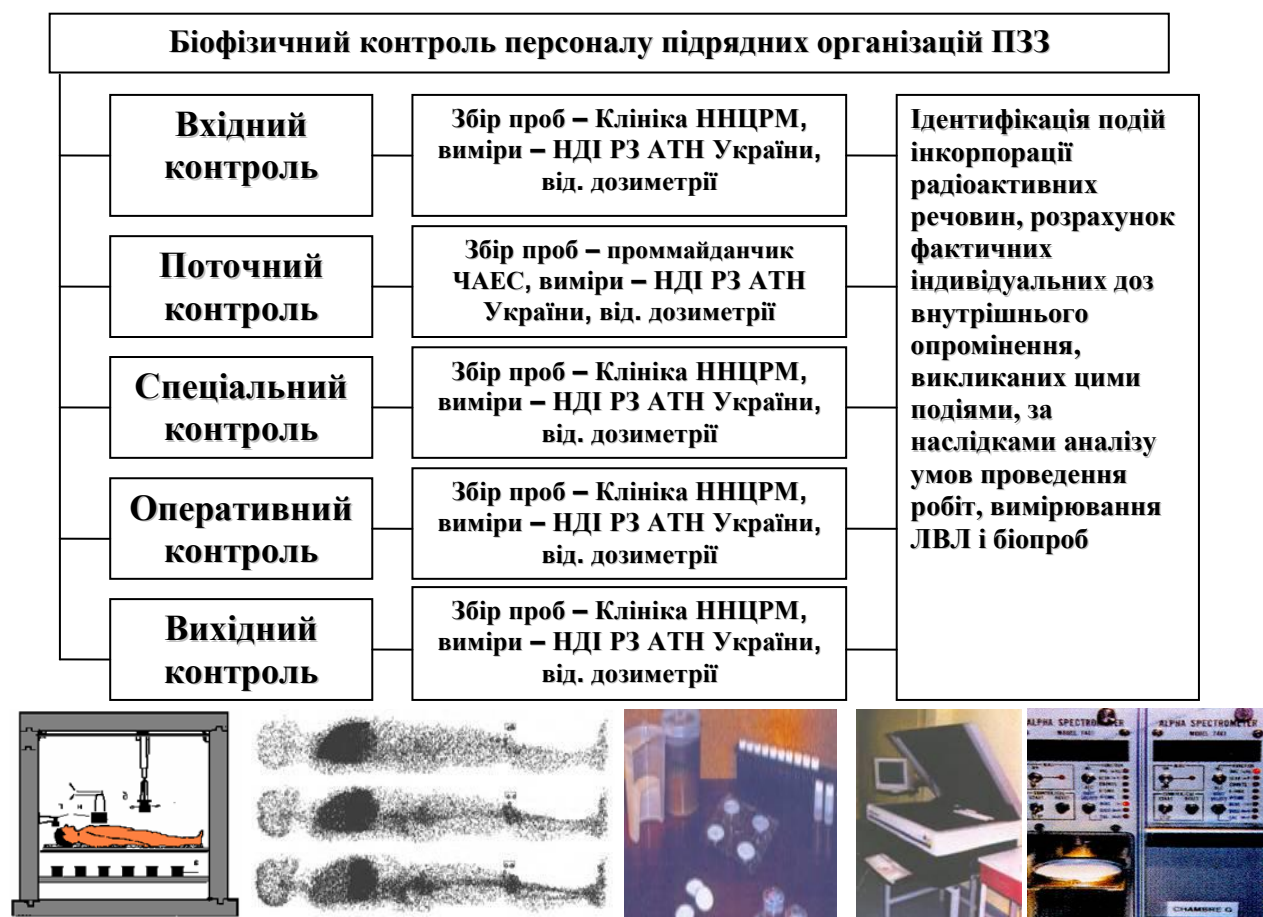 Біофізичний контроль персоналу підрядних організацій ПЗЗ
Вхідний
контроль
Збір проб – Клініка ННЦРМ,
виміри – НДІ РЗ АТН України,
від. дозиметрії
Поточний
контроль
Збір проб – проммайданчик
ЧАЕС, виміри – НДІ РЗ АТН
України, від. дозиметрії
Спеціальний
контроль
Збір проб – Клініка ННЦРМ,
виміри – НДІ РЗ АТН України,
від. дозиметрії
Оперативний
контроль
Збір проб – Клініка ННЦРМ,
виміри – НДІ РЗ АТН України,
від. дозиметрії
Вихідний
контроль
Збір проб – Клініка ННЦРМ,
виміри – НДІ РЗ АТН України,
від. дозиметрії
Ідентифікація подій
інкорпорації
радіоактивних
речовин, розрахунок
фактичних
індивідуальних доз
внутрішнього
опромінення,
викликаних цими
подіями, за
наслідками аналізу
умов проведення
робіт, вимірювання
ЛВЛ і біопроб
ALPHA SPECTROMETER
MODEL 7401
ALPHA SPECTROMETER
MODEL 7401
CHAMBRE